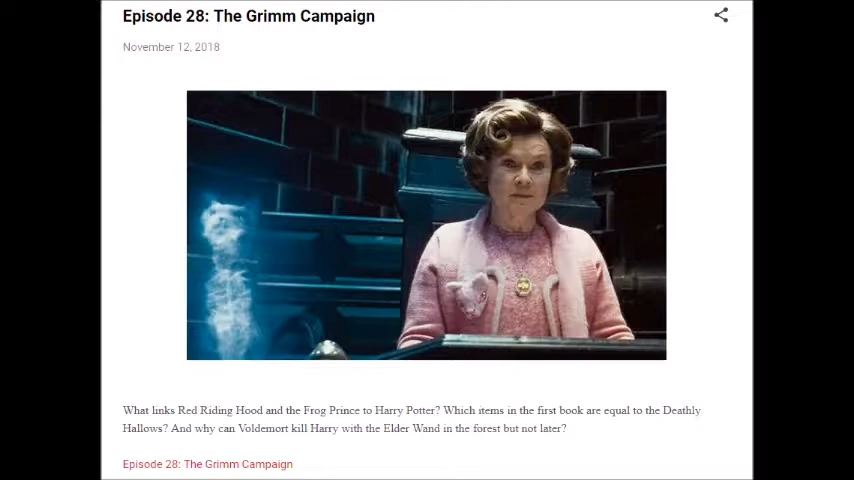 Episode 28: The Grimm Campaign
November 12, 2018
What links Red Riding Hood and the Frog Prince to Harry Potter? Which items in the first book are equal to the Deathly
Hallows? And why can Voldemort kill Harry with the Elder Wand in the forest but not later?
Episode 28: The Grimm Campaign